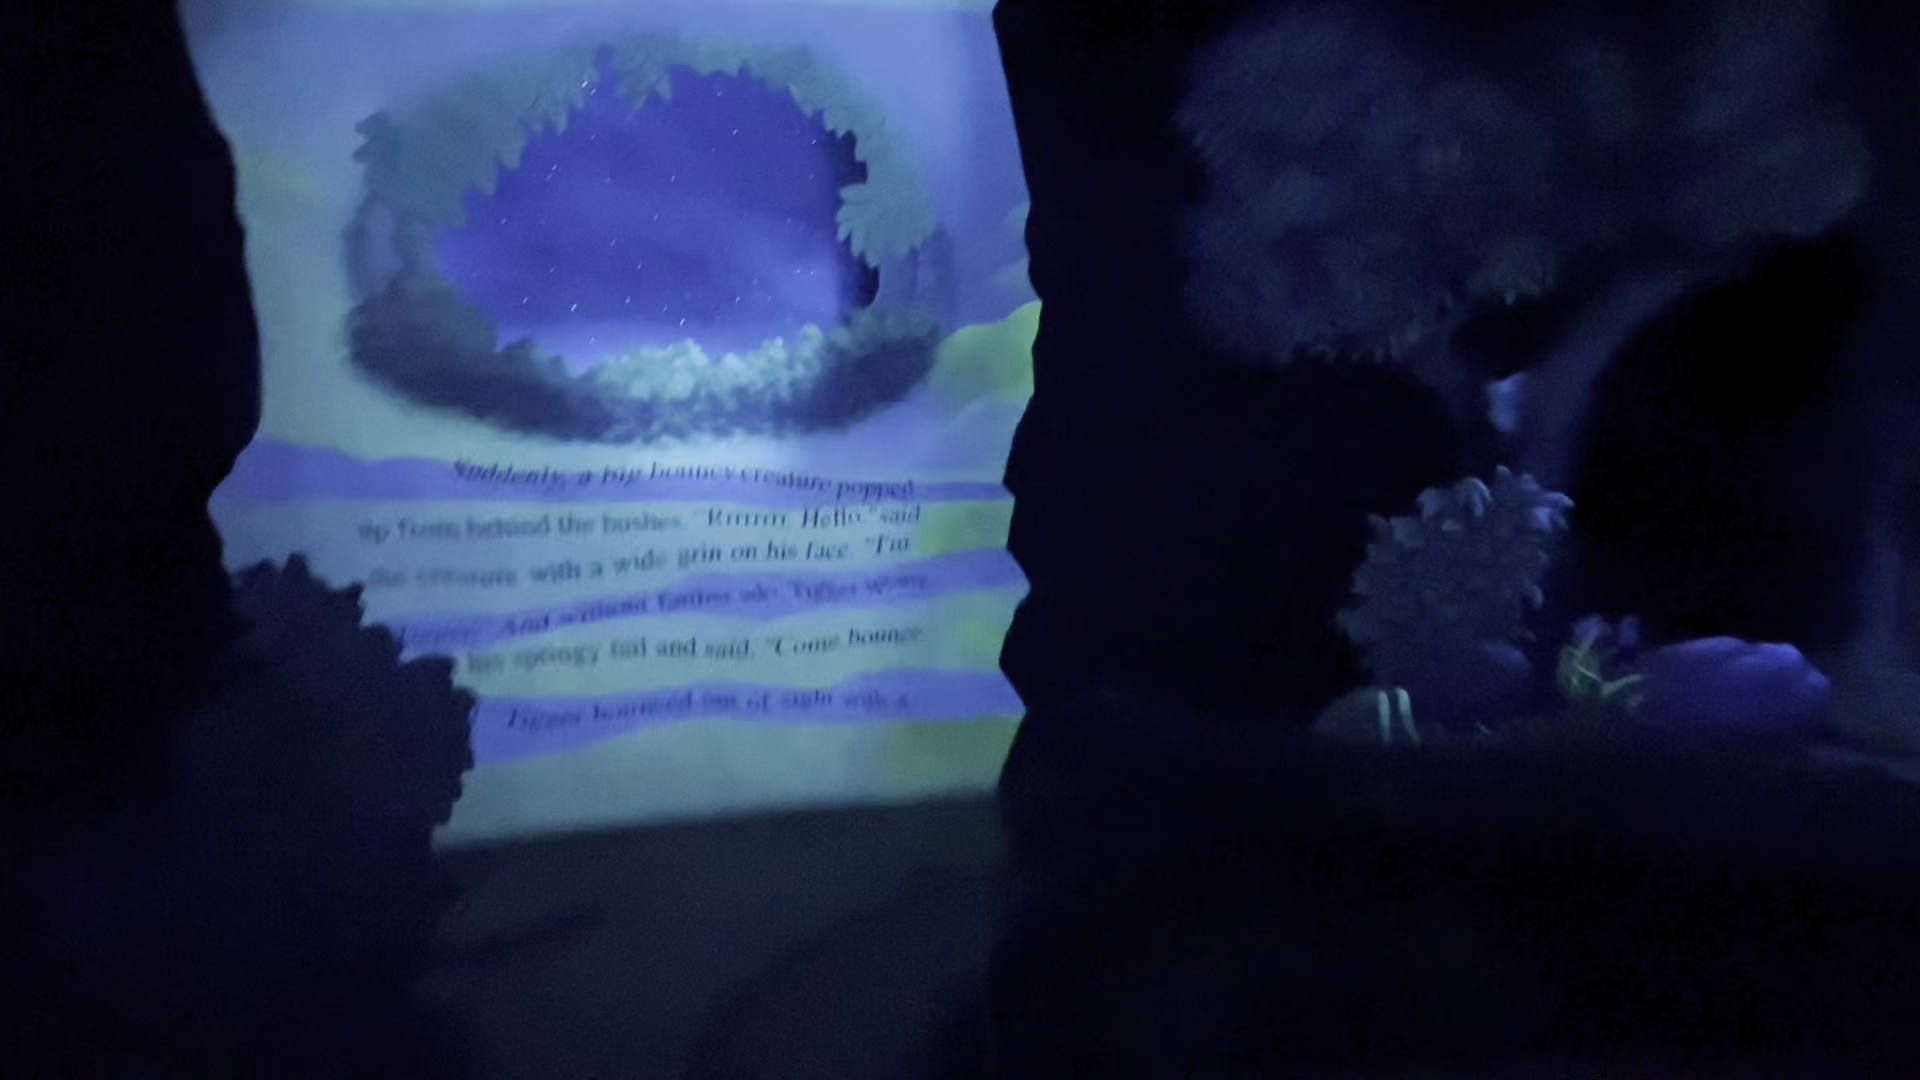 Suddenly, a big bouncy creature popped
up from behind the bushes. "Rrrrrr. Hello." said
the creature with a wide grin on his face. "I'm
And without further ado, Tigger
his springy tail and said, "Come bounce
Tigger bounced out of sight with a